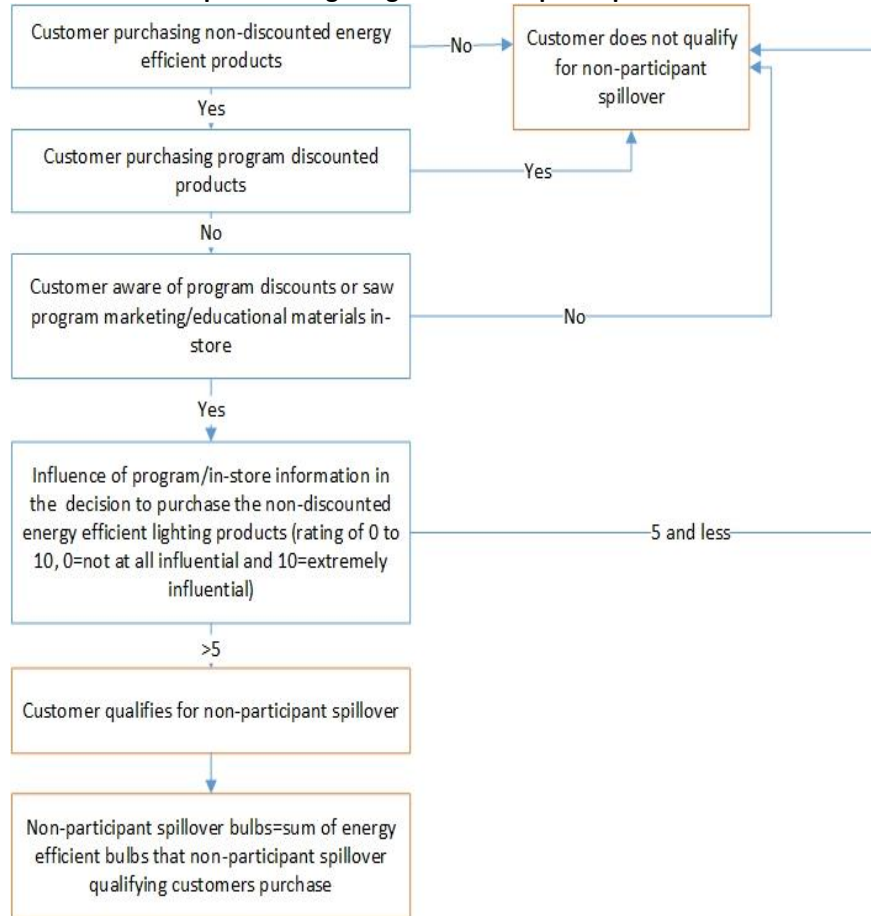 Customer purchasing non-discounted energy
efficient products
No
Customer does not qualify
for non-participant
spillover
Yes
Customer purchasing program discounted
products
Yes
No
Customer aware of program discounts or saw
program marketing/educational materials in-
store
No
Yes
Influence of program/in-store information in
the decision to purchase the non-discounted
energy efficient lighting products (rating of 0 to
10, 0=not at all influential and 10=extremely
influential)
5 and less
>5
Customer qualifies for non-participant spillover
Non-participant spillover bulbs=sum of energy
efficient bulbs that non-participant spillover
qualifying customers purchase